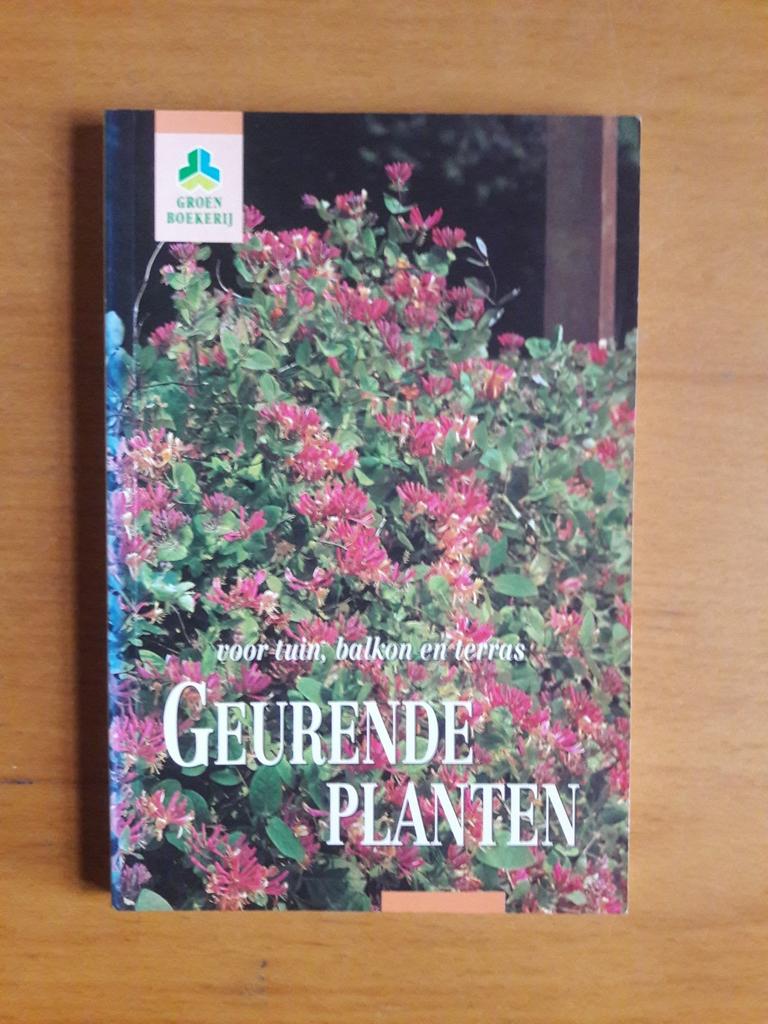 GROEN
BOEKERIJ
voor tuin, balkon en terras
GEURENDE
PLANTEN